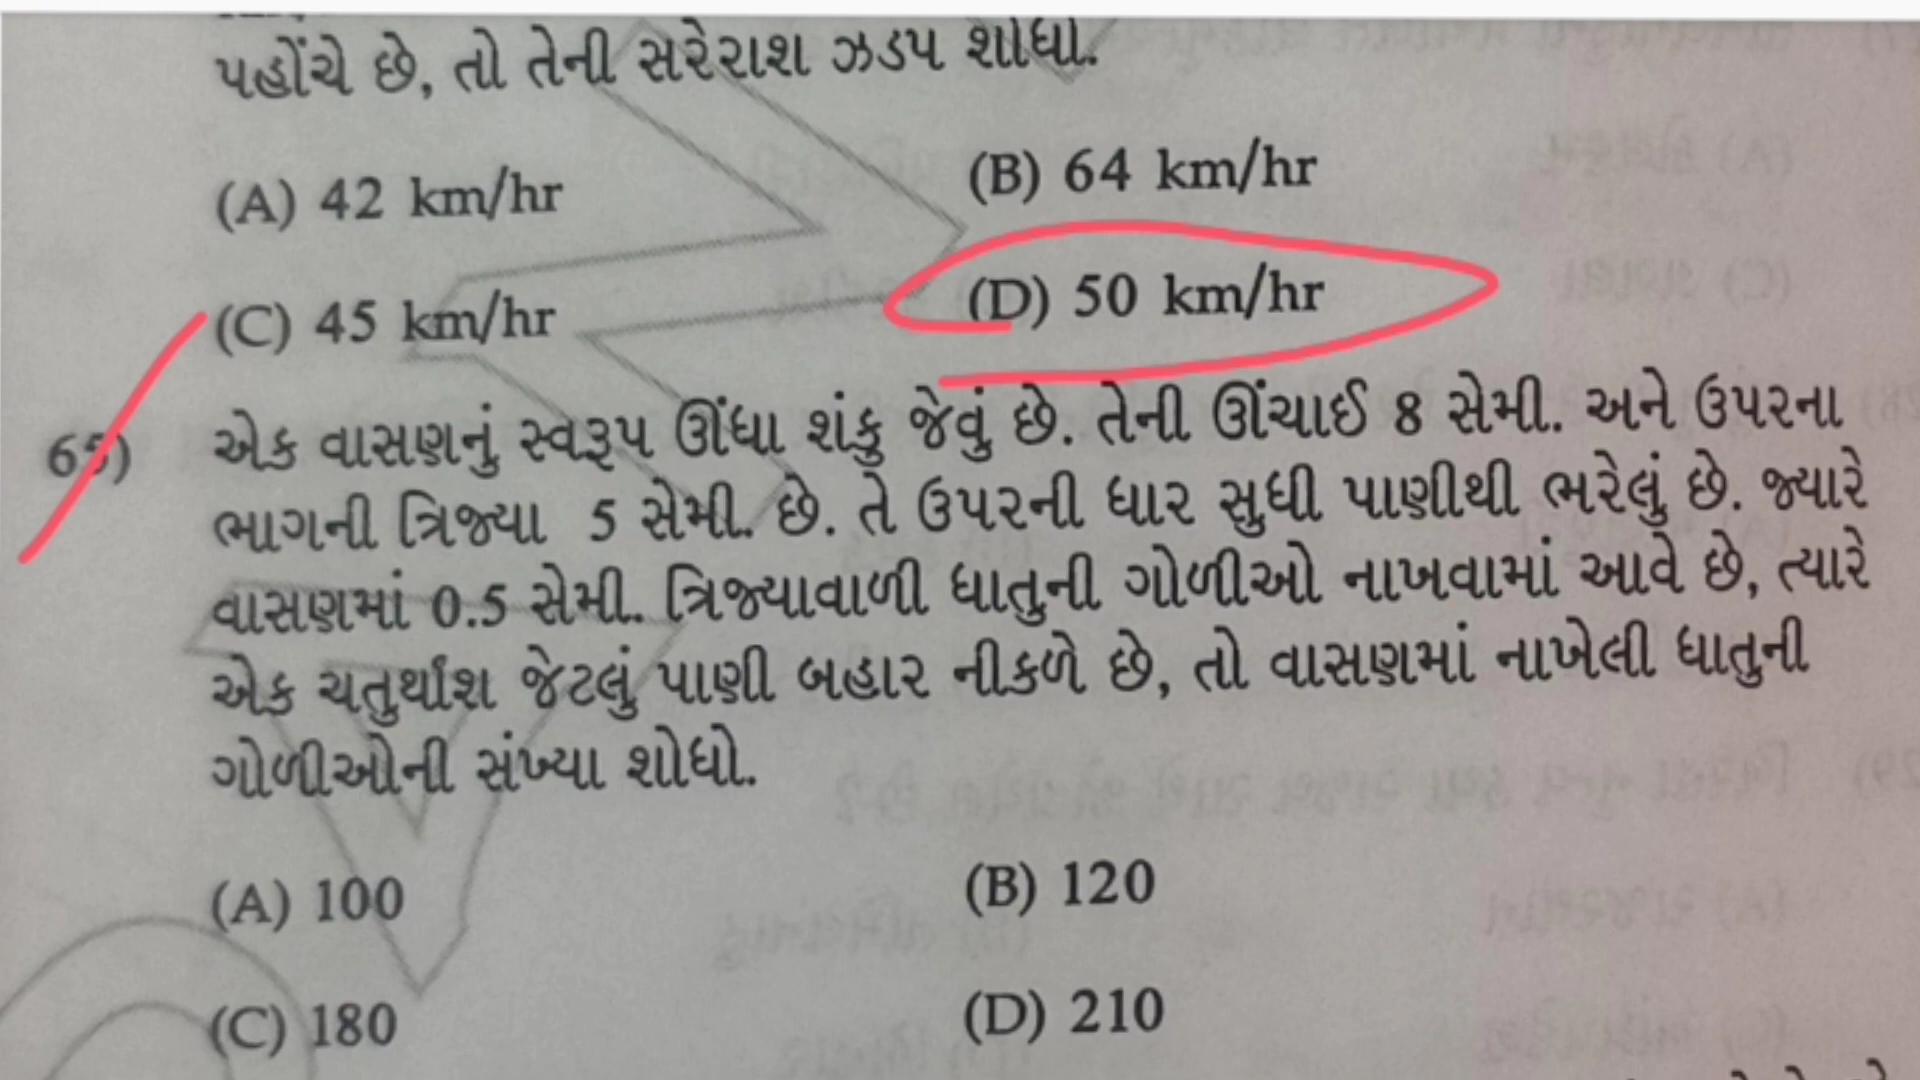 પહોંચે છે, તો તેની સરેરાશ ઝડપ શોધો.
(A) 42 km/hr (B) 64 km/hr
(C) 45 km/hr (D) 50 km/hr
65) એક વાસણનું સ્વરૂપ ઊંધા શંકુ જેવું છે. તેની ઊંચાઈ 8 સેમી. અને ઉપરના
ભાગની ત્રિજ્યા 5 સેમી. છે. તે ઉપરની ધાર સુધી પાણીથી ભરેલું છે. જ્યારે
વાસણમાં 0.5 સેમી. ત્રિજ્યાવાળી ધાતુની ગોળીઓ નાખવામાં આવે છે, ત્યારે
એક ચતુર્થાંશ જેટલું પાણી બહાર નીકળે છે, તો વાસણમાં નાખેલી ધાતુની
ગોળીઓની સંખ્યા શોધો.
(A) 100 (B) 120
(C) 180 (D) 210